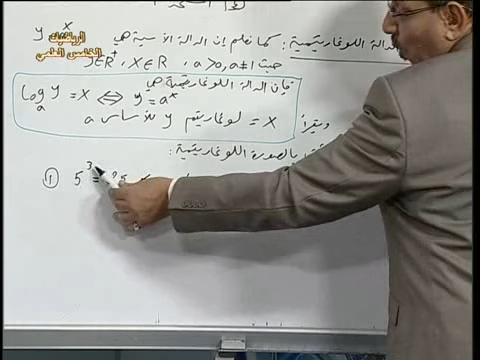 الرياضيات
الخامس العلمي
الدالة اللوغاريتمية : كما نعلم إن الدالة الأسية هي
y x
حيث a > 0, a ≠ 1 , x ∈ R , y ∈ R⁺
فإن الدالة اللوغاريتمية هي
log_a y = x ⟺ y = a^x
ويقرأ x = لوغاريتم y للأساس a
بالصورة اللوغاريتمية :
① 5³ =